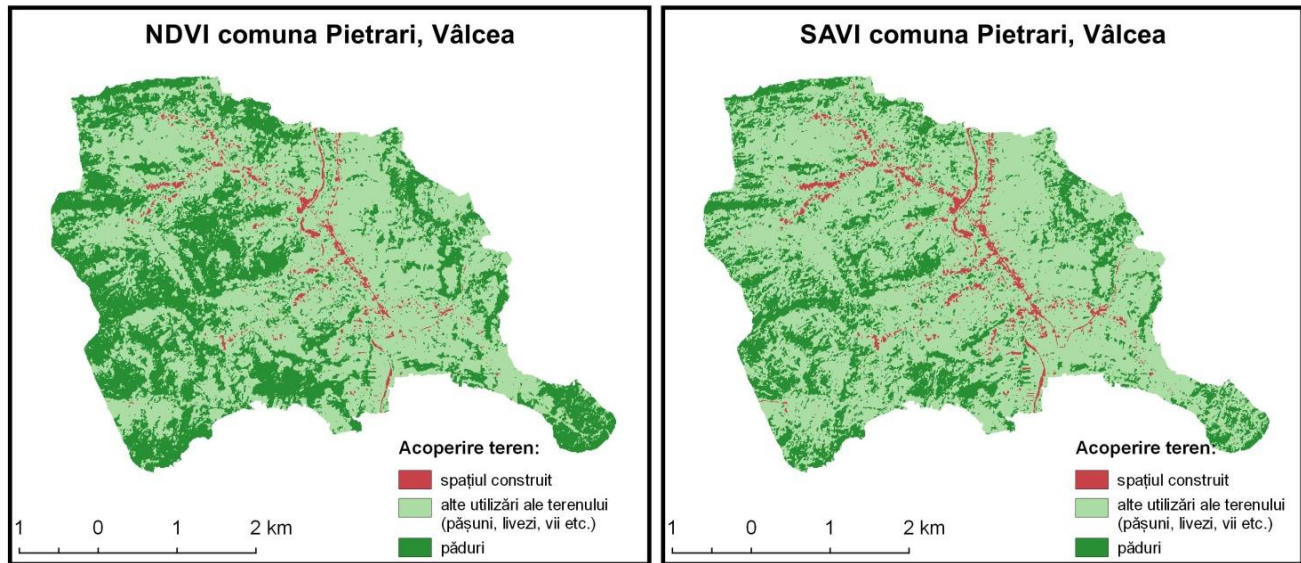 NDVI comuna Pietrari, Vâlcea
Acoperire teren:
spațiul construit
alte utilizări ale terenului
(pășuni, livezi, vii etc.)
păduri
1 0 1 2 km
SAVI comuna Pietrari, Vâlcea
Acoperire teren:
spațiul construit
alte utilizări ale terenului
(pășuni, livezi, vii etc.)
păduri
1 0 1 2 km